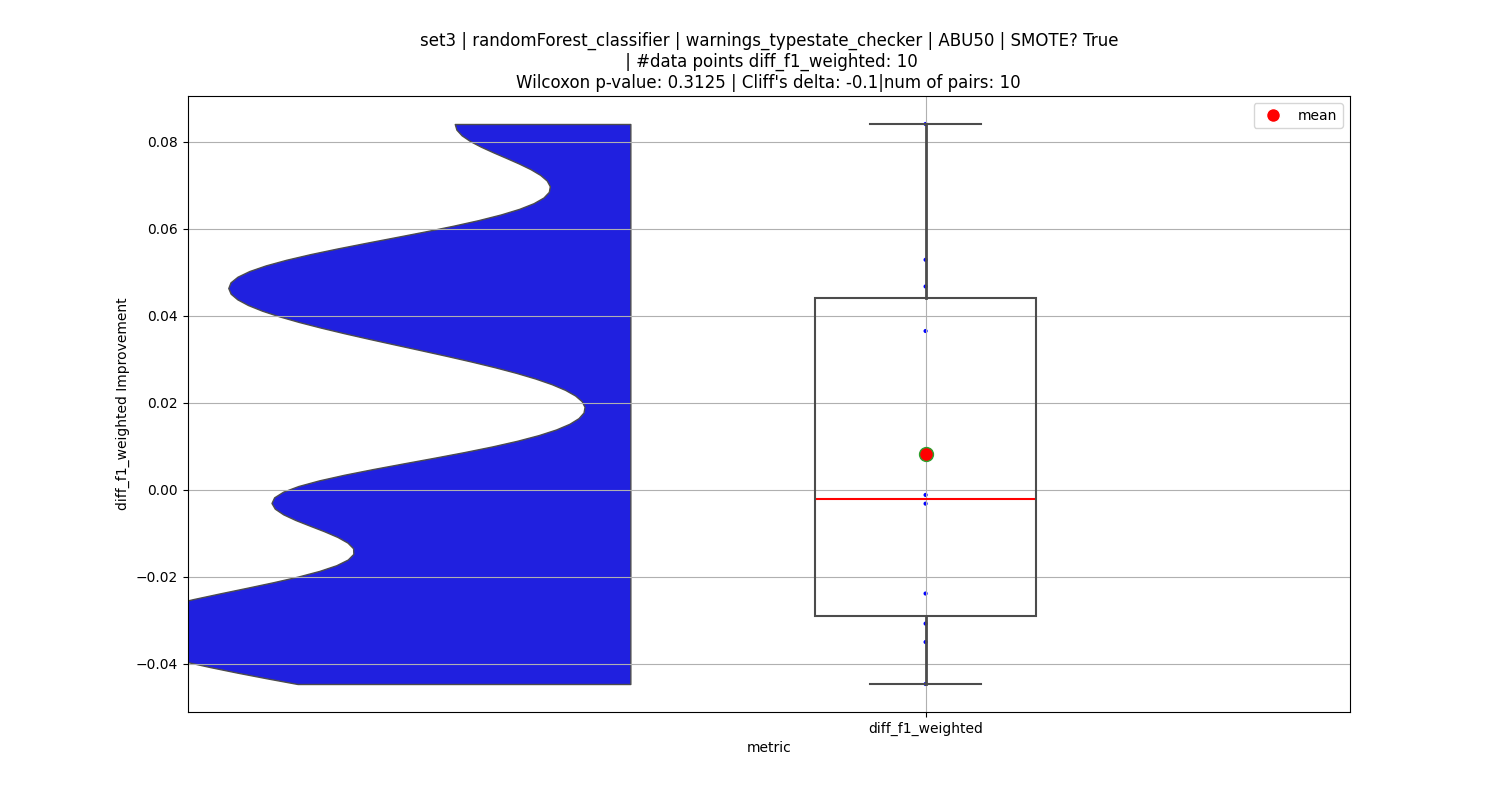 set3 | randomForest_classifier | warnings_typestate_checker | ABU50 | SMOTE? True
| #data points diff_f1_weighted: 10
Wilcoxon p-value: 0.3125 | Cliff's delta: -0.1|num of pairs: 10
mean
0.08
0.06
0.04
0.02
0.00
−0.02
−0.04
diff_f1_weighted Improvement
diff_f1_weighted
metric